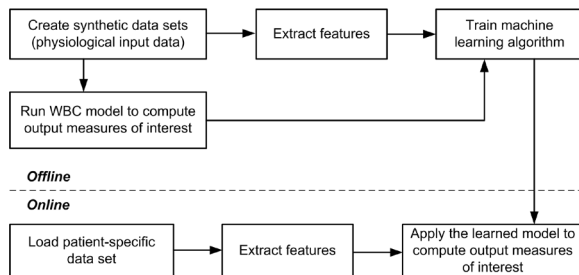 Create synthetic data sets
(physiological input data)
Extract features
Train machine
learning algorithm
Run WBC model to compute
output measures of interest
Offline
Online
Load patient-specific
data set
Extract features
Apply the learned model to
compute output measures
of interest